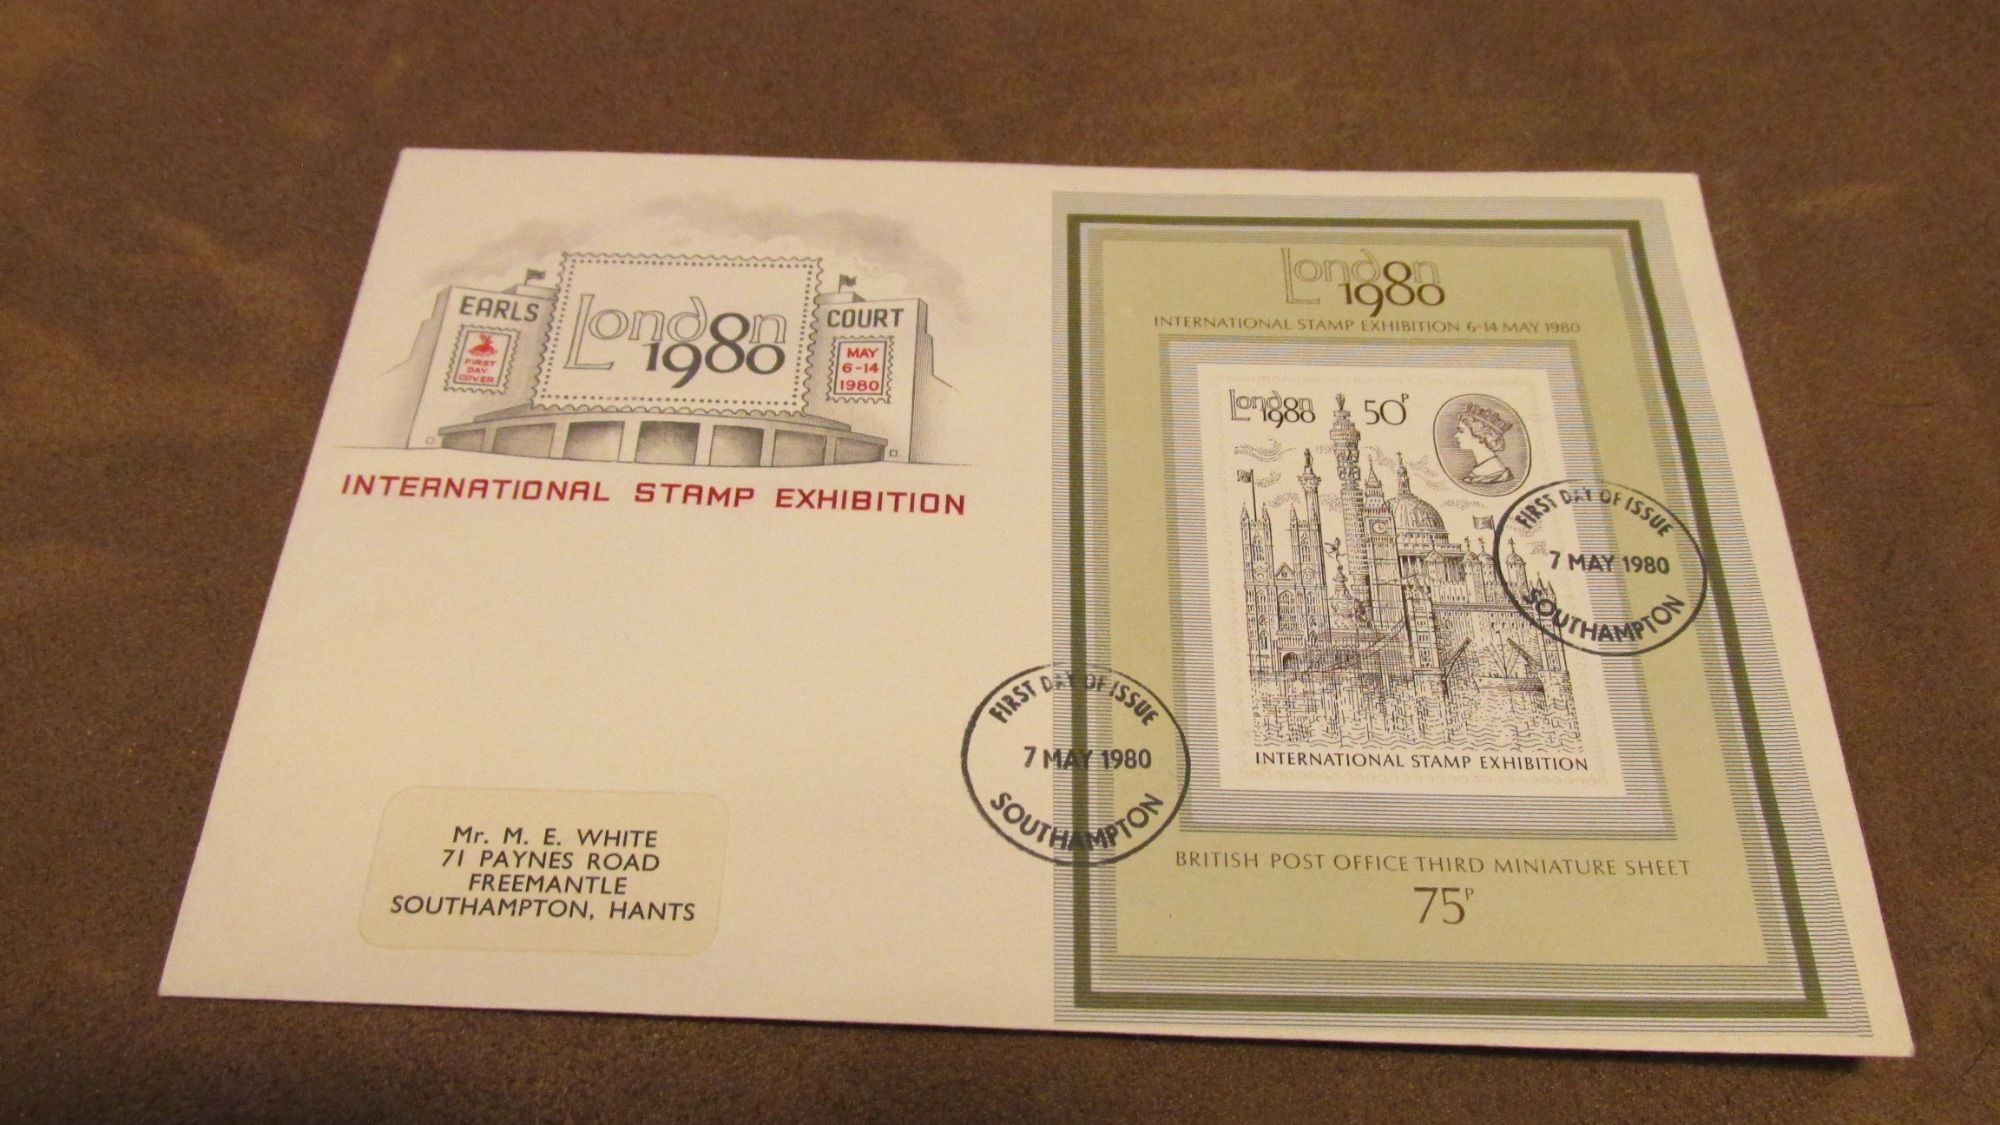 EARLS
COURT
London
1980
FIRST
DAY
COVER
MAY
6-14
1980
INTERNATIONAL STAMP EXHIBITION
Mr. M. E. WHITE
71 PAYNES ROAD
FREEMANTLE
SOUTHAMPTON, HANTS
London
1980
INTERNATIONAL STAMP EXHIBITION 6-14 MAY 1980
London
1980
50P
INTERNATIONAL STAMP EXHIBITION
FIRST DAY OF ISSUE
7 MAY 1980
SOUTHAMPTON
FIRST DAY OF ISSUE
7 MAY 1980
SOUTHAMPTON
BRITISH POST OFFICE THIRD MINIATURE SHEET
75P